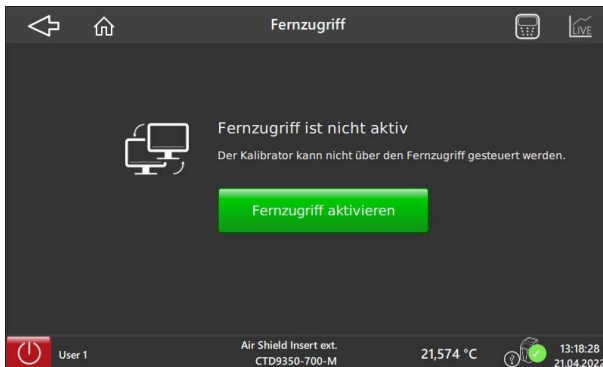 Fernzugriff
LIVE
Fernzugriff ist nicht aktiv
Der Kalibrator kann nicht über den Fernzugriff gesteuert werden.
Fernzugriff aktivieren
User 1
Air Shield Insert ext.
CTD9350-700-M
21,574 °C
13:18:28
21.04.2022